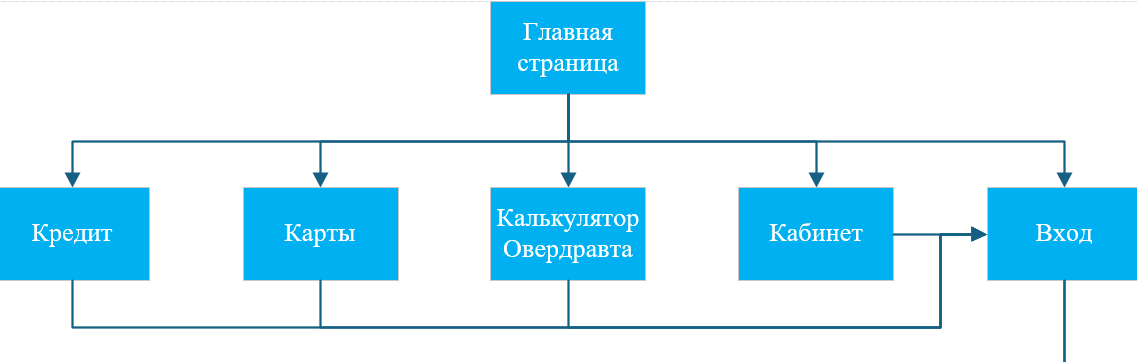 Главная
страница
Кредит
Карты
Калькулятор
Овердравта
Кабинет
Вход